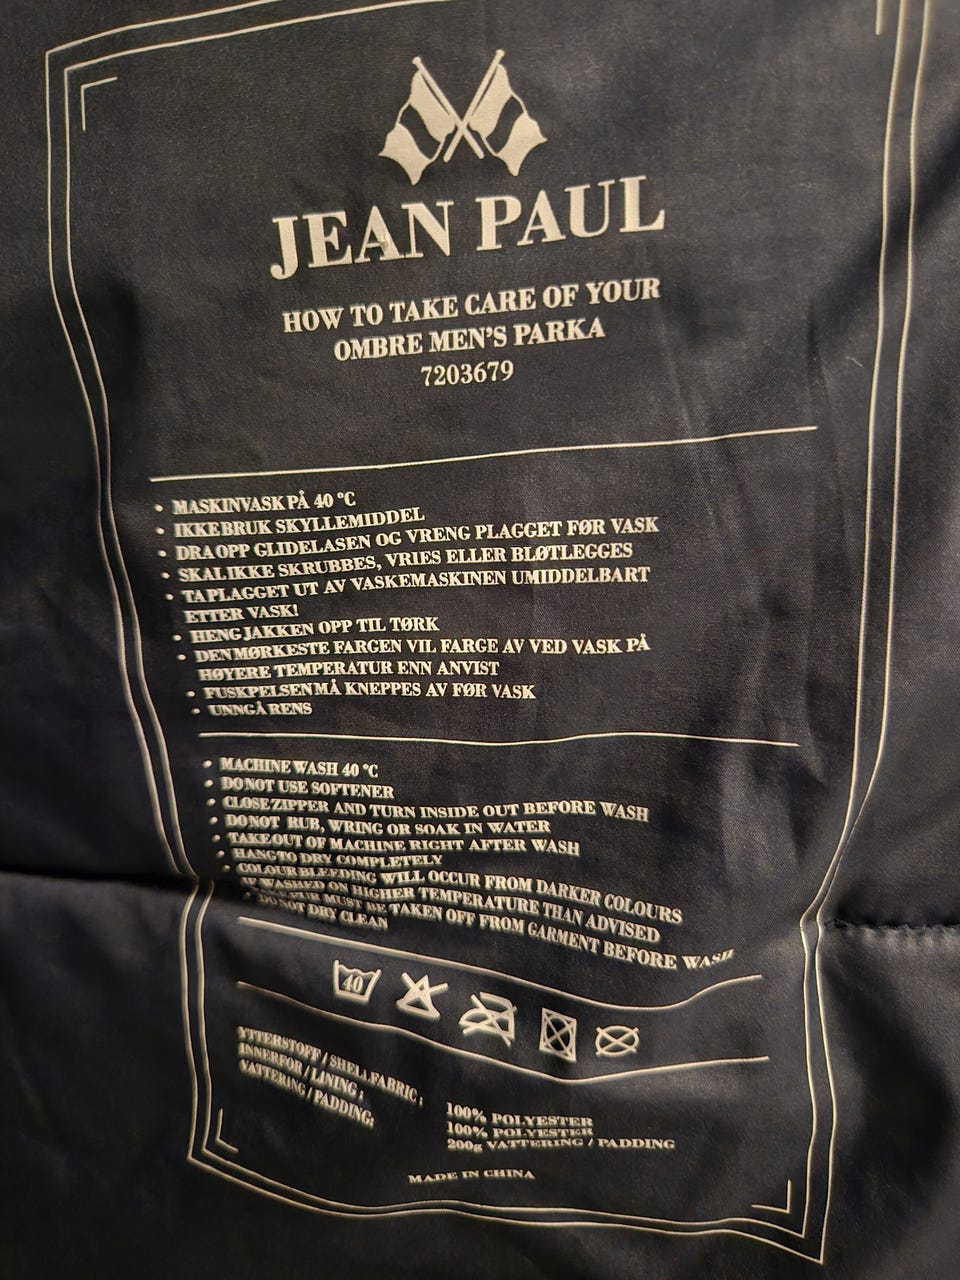 JEAN PAUL
HOW TO TAKE CARE OF YOUR
OMBRE MEN'S PARKA
7203679
• MASKINVASK PÅ 40 °C
• IKKE BRUK SKYLLEMIDDEL
• DRA OPP GLIDELASEN OG VRENG PLAGGET FØR VASK
• SKAL IKKE SKRUBBES, VRIES ELLER BLØTLEGGES
• TA PLAGGET UT AV VASKEMASKINEN UMIDDELBART
ETTER VASK!
• HENG JAKKEN OPP TIL TØRK
• DEN MØRKESTE FARGEN VIL FARGE AV VED VASK PÅ
HØYERE TEMPERATUR ENN ANVIST
• FUSKPELSEN MÅ KNEPPES AV FØR VASK
• UNNGÅ RENS
• MACHINE WASH 40 °C
• DO NOT USE SOFTENER
• CLOSE ZIPPER AND TURN INSIDE OUT BEFORE WASH
• DO NOT RUB, WRING OR SOAK IN WATER
• TAKE OUT OF MACHINE RIGHT AFTER WASH
• HANG TO DRY COMPLETELY
• COLOUR BLEEDING WILL OCCUR FROM DARKER COLOURS
IF WASHED ON HIGHER TEMPERATURE THAN ADVISED
FUR MUST BE TAKEN OFF FROM GARMENT BEFORE WASH
• DO NOT DRY CLEAN
40
YTTERSTOFF / SHELL FABRIC: 100% POLYESTER
INNERFOR / LINING: 100% POLYESTER
VATTERING / PADDING: 200g VATTERING / PADDING
MADE IN CHINA